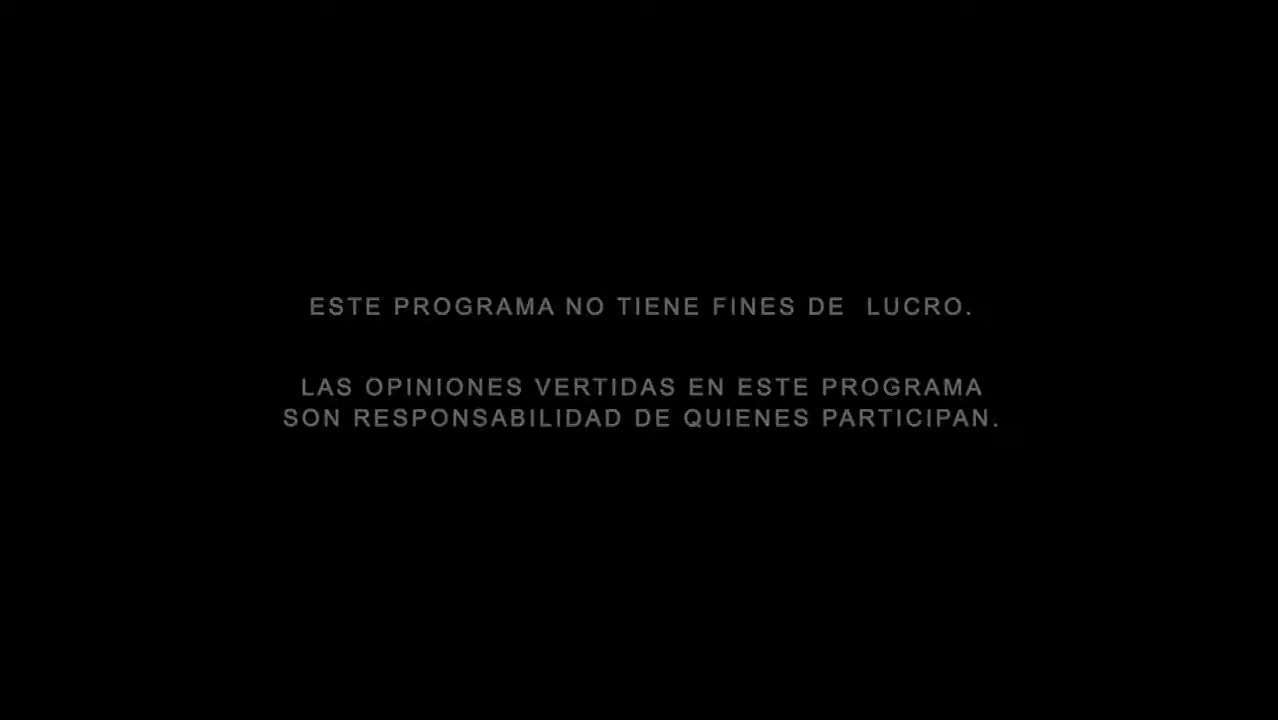 ESTE PROGRAMA NO TIENE FINES DE LUCRO.
LAS OPINIONES VERTIDAS EN ESTE PROGRAMA
SON RESPONSABILIDAD DE QUIENES PARTICIPAN.